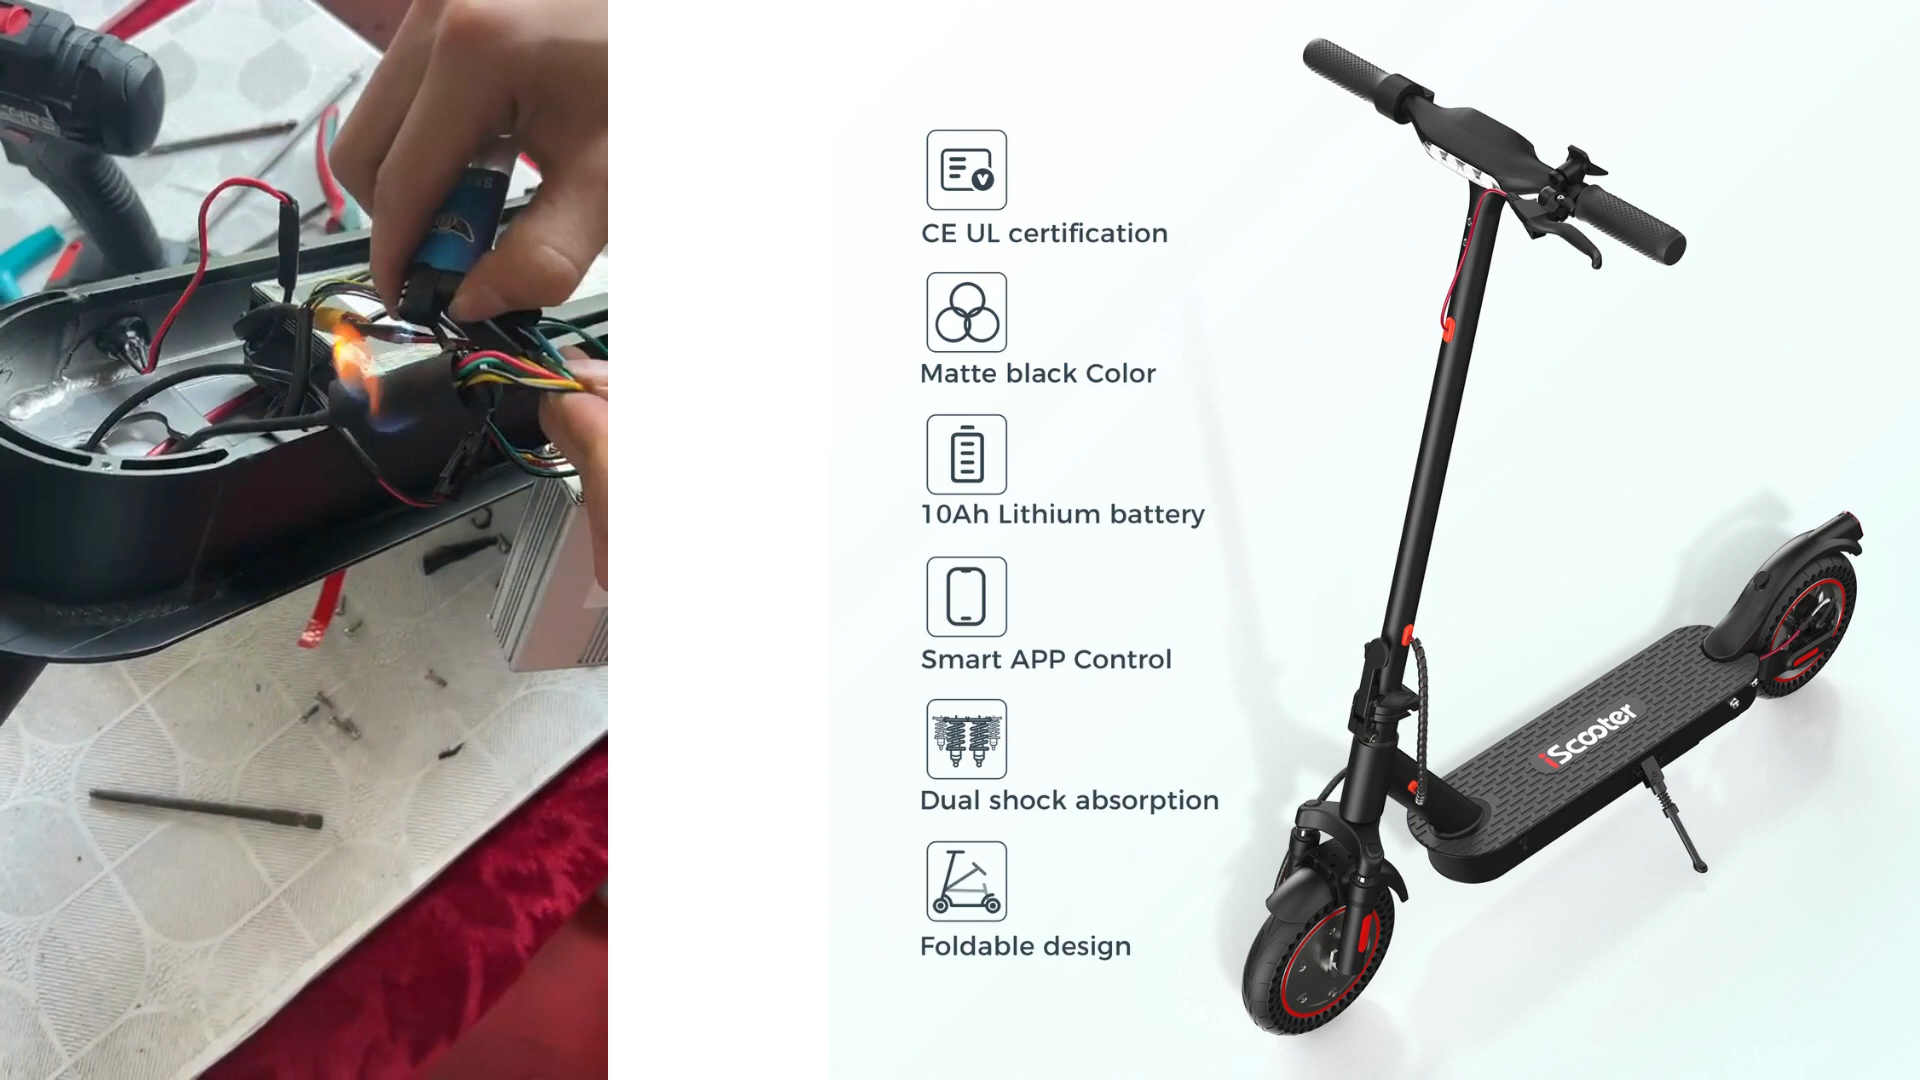 CE UL certification
Matte black Color
10Ah Lithium battery
Smart APP Control
Dual shock absorption
Foldable design
iScooter